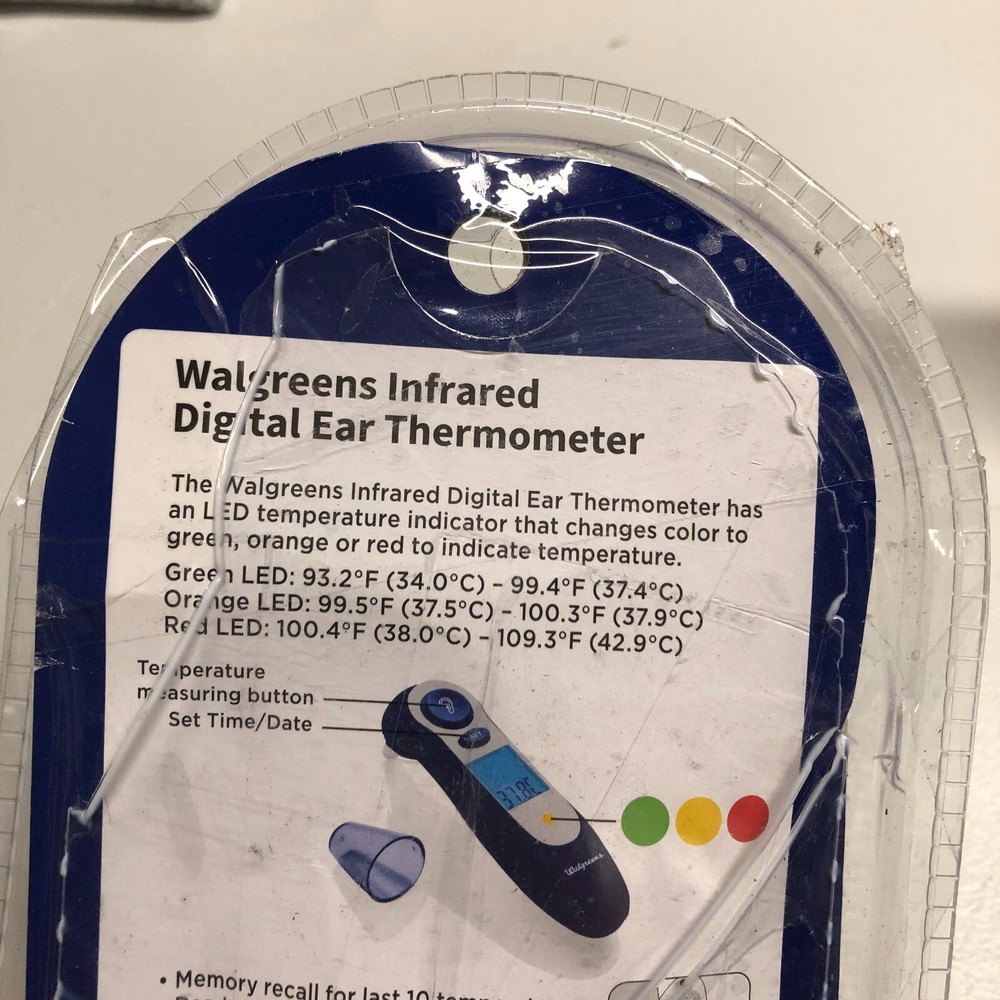 Walgreens Infrared
Digital Ear Thermometer
The Walgreens Infrared Digital Ear Thermometer has
an LED temperature indicator that changes color to
green, orange or red to indicate temperature.
Green LED: 93.2°F (34.0°C) – 99.4°F (37.4°C)
Orange LED: 99.5°F (37.5°C) – 100.3°F (37.9°C)
Red LED: 100.4°F (38.0°C) – 109.3°F (42.9°C)
Temperature
measuring button
Set Time/Date
SET
37.8°C
Walgreens
• Memory recall for last 10